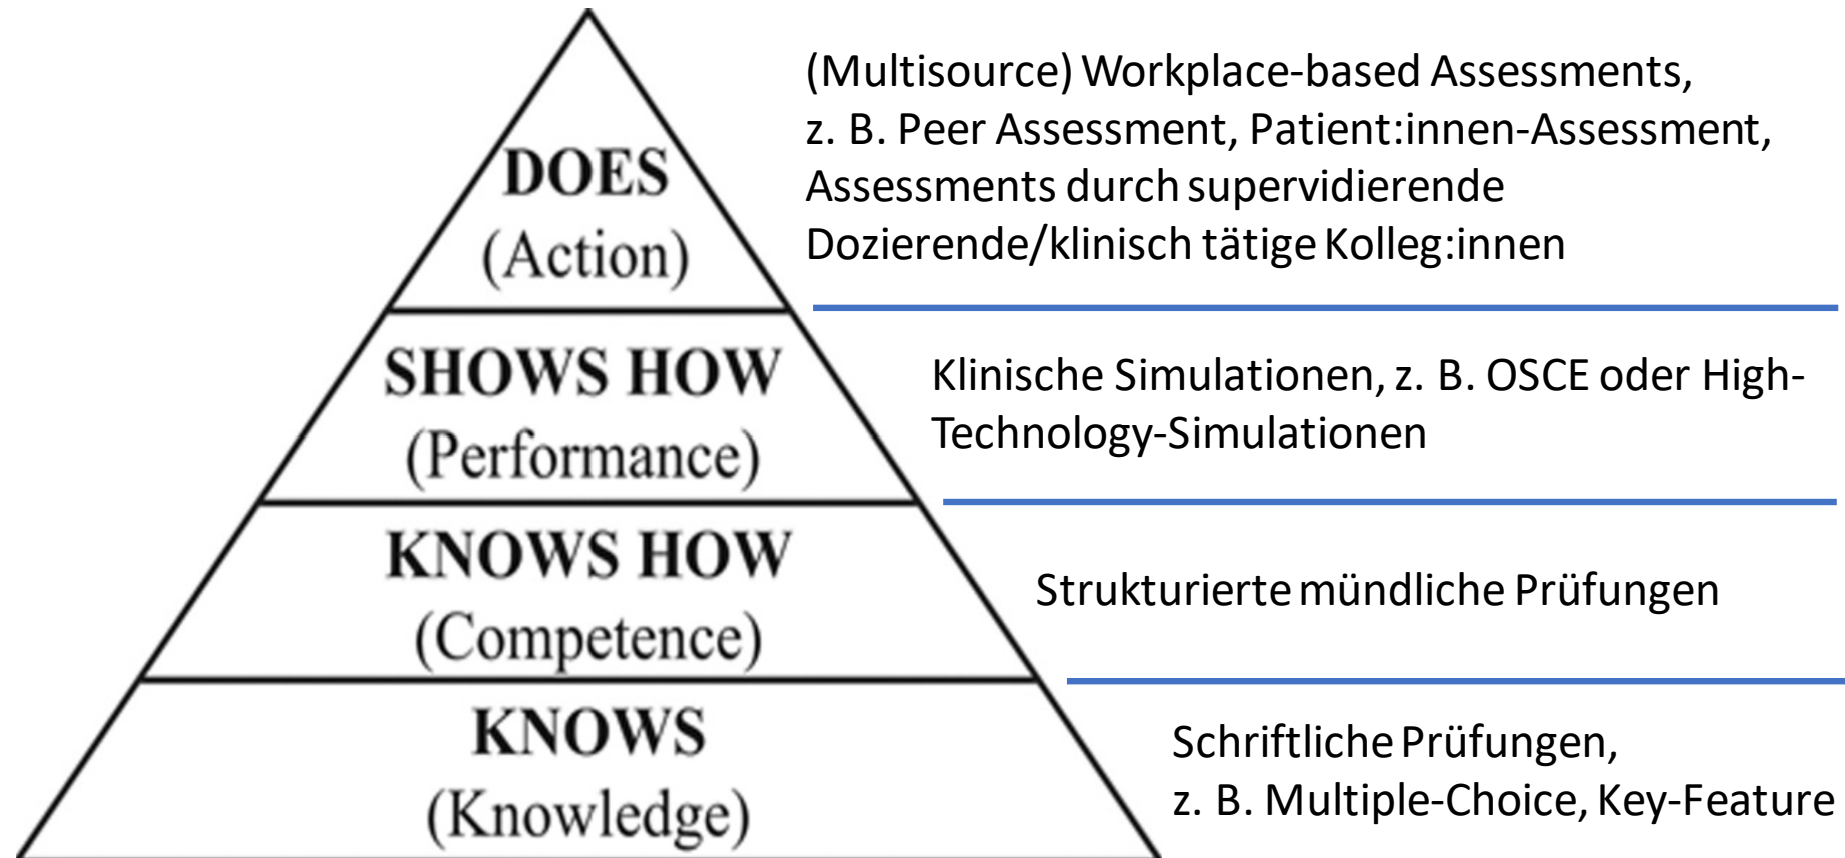 DOES
(Action)
(Multisource) Workplace-based Assessments,
z. B. Peer Assessment, Patient:innen-Assessment,
Assessments durch supervidierende
Dozierende/klinisch tätige Kolleg:innen
SHOWS HOW
(Performance)
Klinische Simulationen, z. B. OSCE oder High-
Technology-Simulationen
KNOWS HOW
(Competence)
Strukturierte mündliche Prüfungen
KNOWS
(Knowledge)
Schriftliche Prüfungen,
z. B. Multiple-Choice, Key-Feature